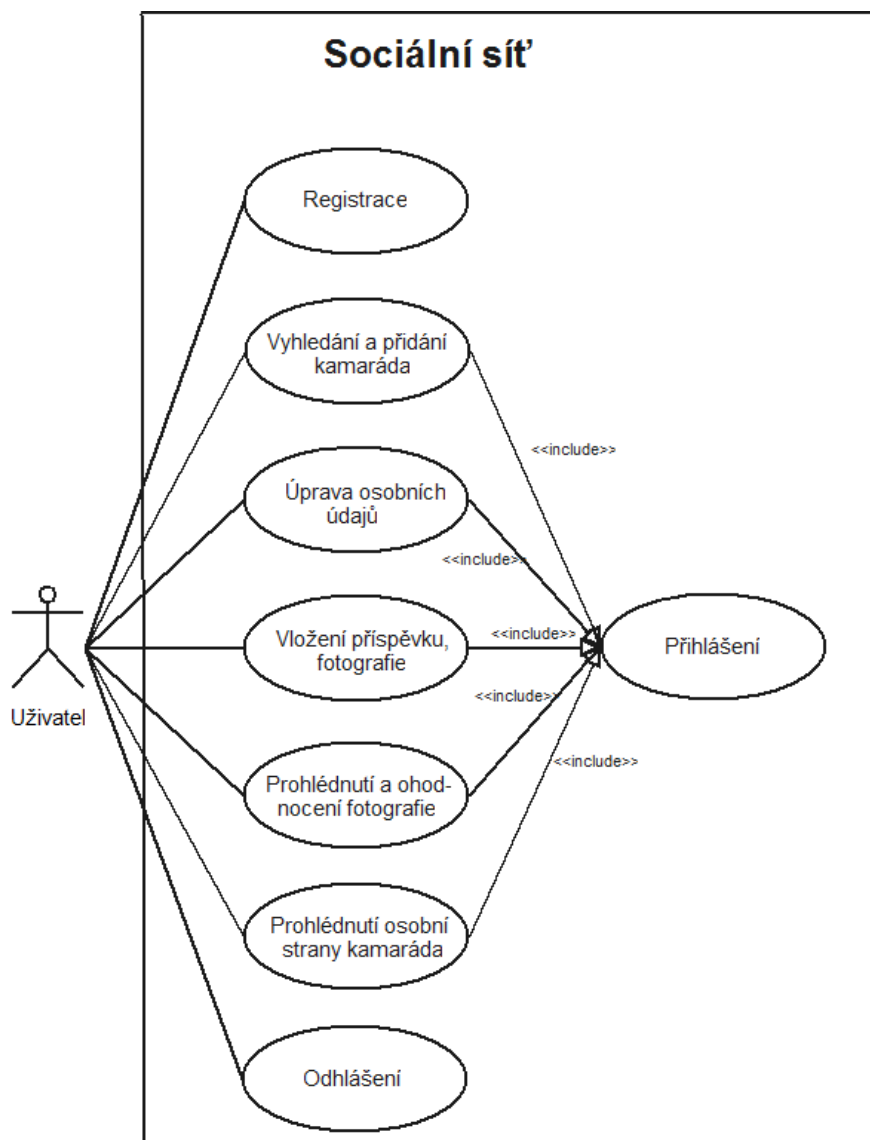 Sociální síť
Registrace
Vyhledání a přidání
kamaráda
<<include>>
Úprava osobních
údajů
<<include>>
Vložení příspěvku,
fotografie
<<include>>
Přihlášení
<<include>>
Uživatel
Prohlédnutí a ohod-
nocení fotografie
<<include>>
Prohlédnutí osobní
strany kamaráda
Odhlášení